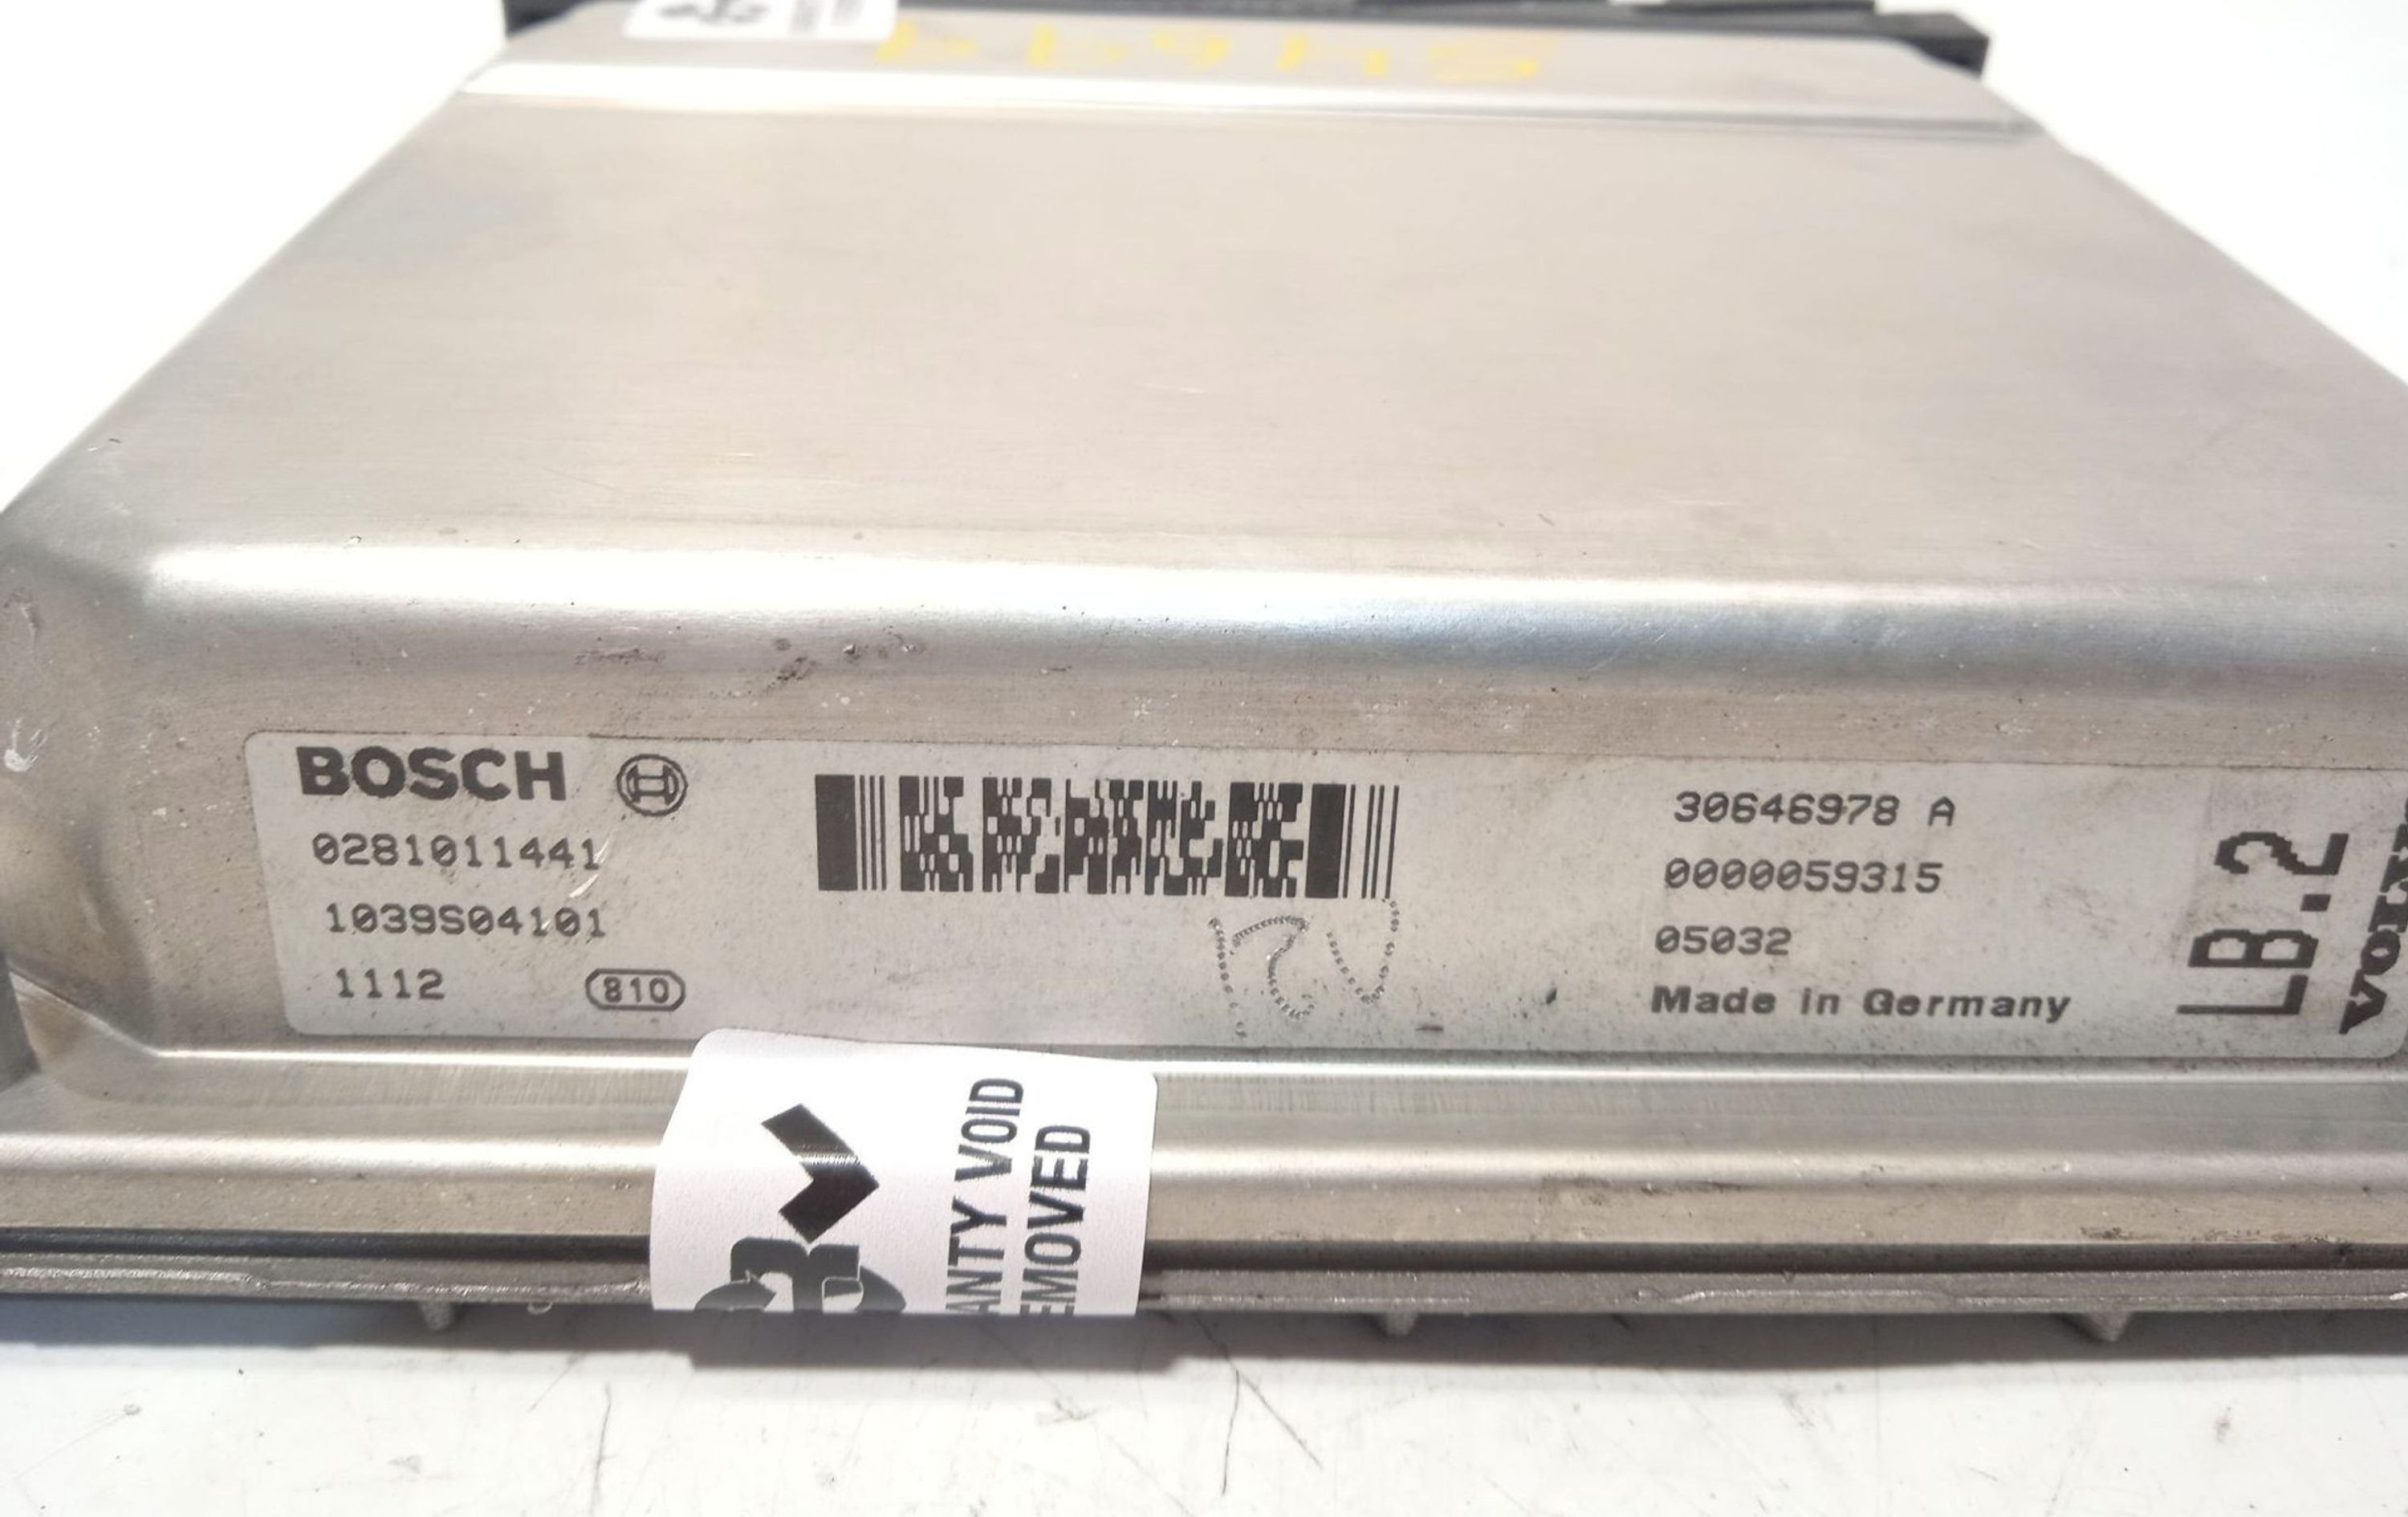 BOSCH
0281011441
1039S04101
1112 810
30646978 A
0000059315
05032
Made in Germany
LB.2
ANTY VOID
EMOVED